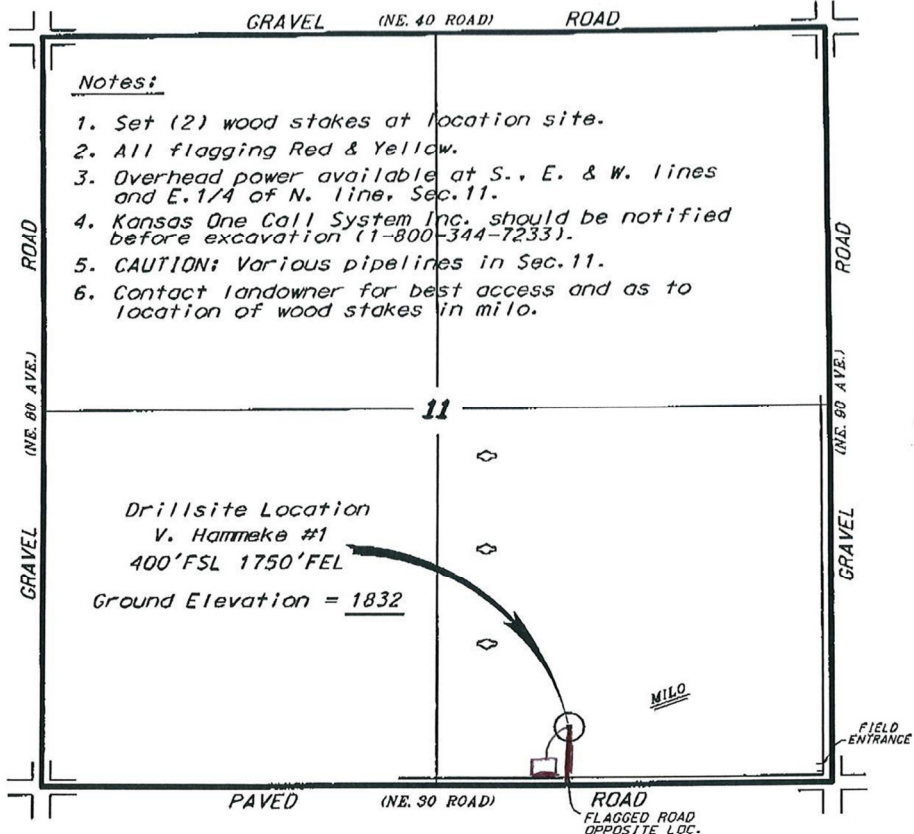 GRAVEL (NE. 40 ROAD) ROAD
Notes:
1. Set (2) wood stakes at location site.
2. All flagging Red & Yellow.
3. Overhead power available at S., E. & W. lines
and E.1/4 of N. line, Sec.11.
4. Kansas One Call System Inc. should be notified
before excavation (1-800-344-7233).
5. CAUTION: Various pipelines in Sec.11.
6. Contact landowner for best access and as to
location of wood stakes in milo.
ROAD
(NE. 80 AVE.)
GRAVEL
ROAD
(NE. 90 AVE.)
GRAVEL
11
Drillsite Location
V. Hammeke #1
400'FSL 1750'FEL
Ground Elevation = 1832
MILO
FIELD
ENTRANCE
PAVED (NE. 30 ROAD) ROAD
FLAGGED ROAD
OPPOSITE LOC.